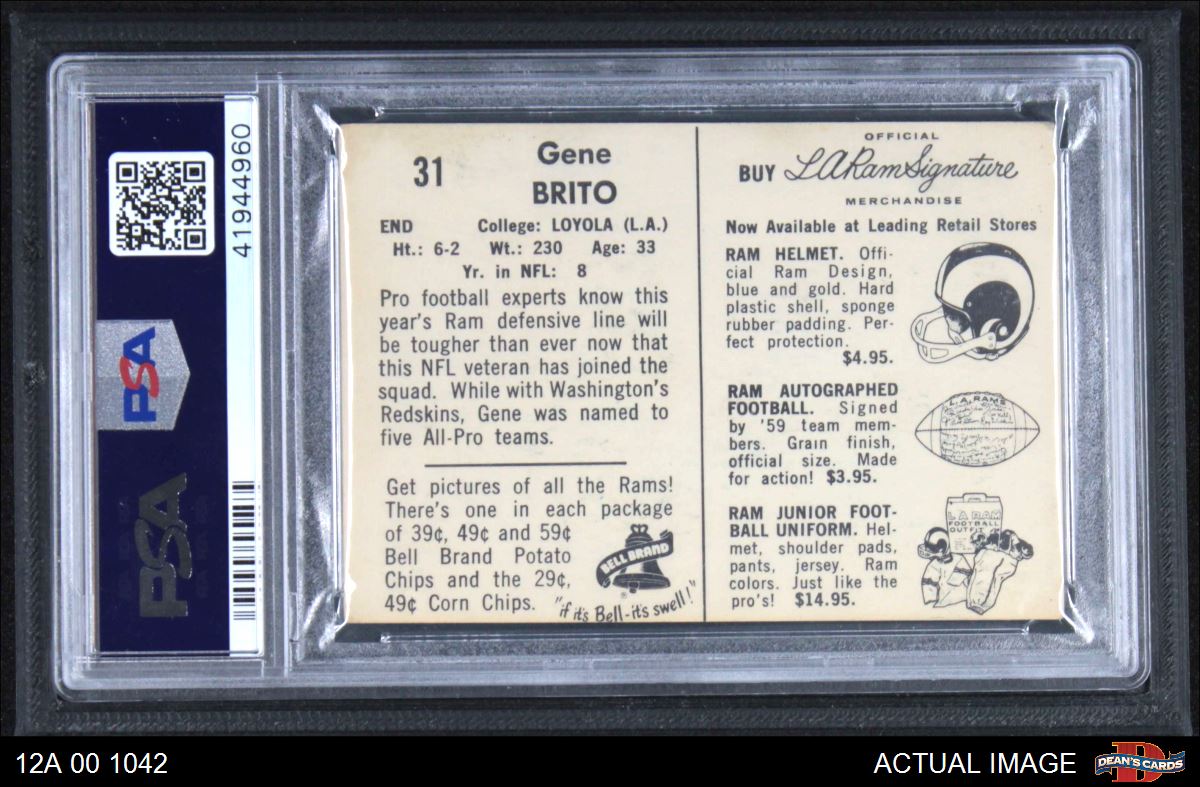 41944960
PSA
PSA
31
Gene
BRITO
END College: LOYOLA (L.A.)
Ht.: 6-2 Wt.: 230 Age: 33
Yr. in NFL: 8
Pro football experts know this
year's Ram defensive line will
be tougher than ever now that
this NFL veteran has joined the
squad. While with Washington's
Redskins, Gene was named to
five All-Pro teams.
Get pictures of all the Rams!
There's one in each package
of 39¢, 49¢ and 59¢
Bell Brand Potato
Chips and the 29¢,
49¢ Corn Chips.
BELL BRAND
®
"if it's Bell-it's swell!"
OFFICIAL
BUY LA Ram Signature
MERCHANDISE
Now Available at Leading Retail Stores
RAM HELMET. Offi-
cial Ram Design,
blue and gold. Hard
plastic shell, sponge
rubber padding. Per-
fect protection.
$4.95.
RAM AUTOGRAPHED
FOOTBALL. Signed
by '59 team mem-
bers. Grain finish,
official size. Made
for action! $3.95.
L.A. RAMS
RAM JUNIOR FOOT-
BALL UNIFORM. Hel-
met, shoulder pads,
pants, jersey. Ram
colors. Just like the
pro's! $14.95.
L A RAM
FOOTBALL
OUTFIT
12A 00 1042
ACTUAL IMAGE
D
DEAN'S CARDS